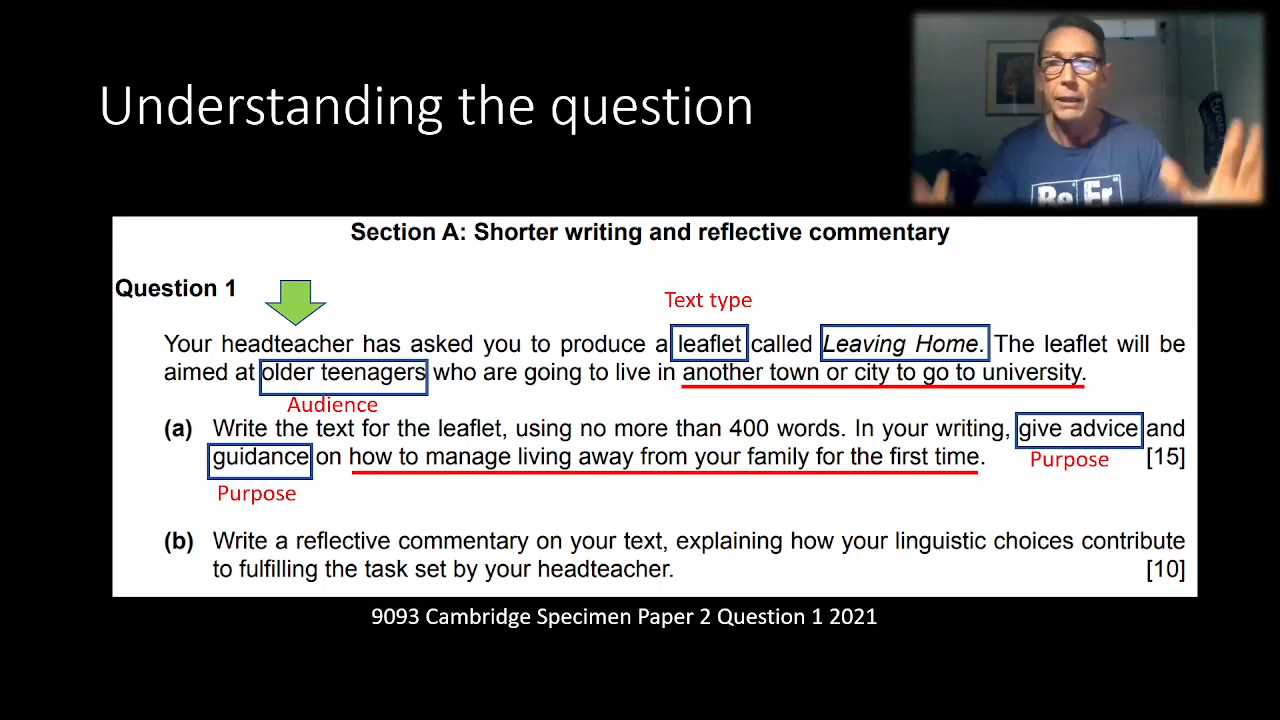 Understanding the question
Section A: Shorter writing and reflective commentary
Question 1
Text type
Your headteacher has asked you to produce a leaflet called Leaving Home. The leaflet will be
aimed at older teenagers who are going to live in another town or city to go to university.
Audience
(a) Write the text for the leaflet, using no more than 400 words. In your writing, give advice and
guidance on how to manage living away from your family for the first time. [15]
Purpose
Purpose
(b) Write a reflective commentary on your text, explaining how your linguistic choices contribute
to fulfilling the task set by your headteacher. [10]
9093 Cambridge Specimen Paper 2 Question 1 2021